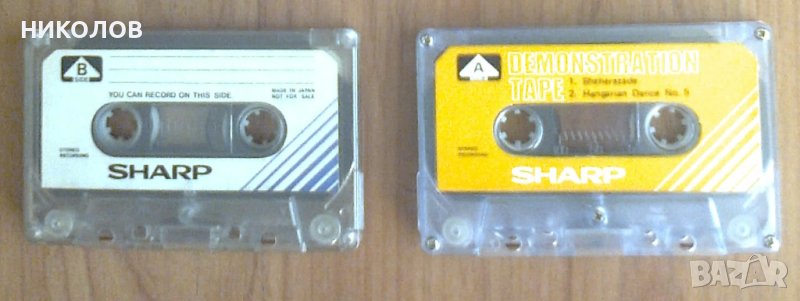 НИКОЛОВ
B
SIDE
YOU CAN RECORD ON THIS SIDE
MADE IN JAPAN
NOT FOR SALE
STEREO
RECORDING
SHARP
A
SIDE
DEMONSTRATION
TAPE
1. Sheherazade
2. Hungarian Dance No. 5
STEREO
RECORDING
SHARP
BAZAR